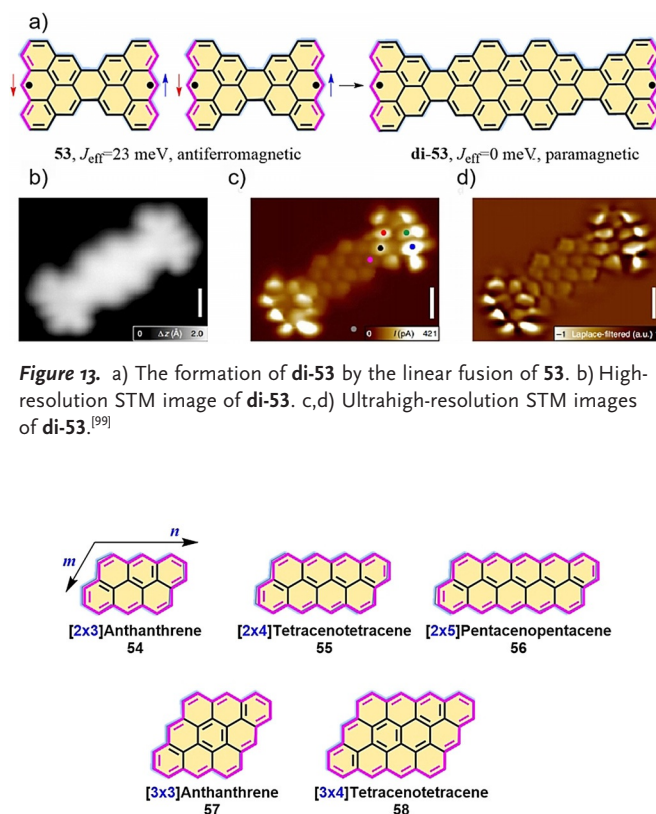 a)
53, Jeff=23 meV, antiferromagnetic
di-53, Jeff=0 meV, paramagnetic
b)
c)
d)
0 Δz (Å) 2.0
0 I (pA) 421
−1 Laplace-filtered (a.u.)
Figure 13. a) The formation of di-53 by the linear fusion of 53. b) High-
resolution STM image of di-53. c,d) Ultrahigh-resolution STM images
of di-53.[99]
n
m
[2x3]Anthanthrene
54
[2x4]Tetracenotetracene
55
[2x5]Pentacenopentacene
56
[3x3]Anthanthrene
57
[3x4]Tetracenotetracene
58